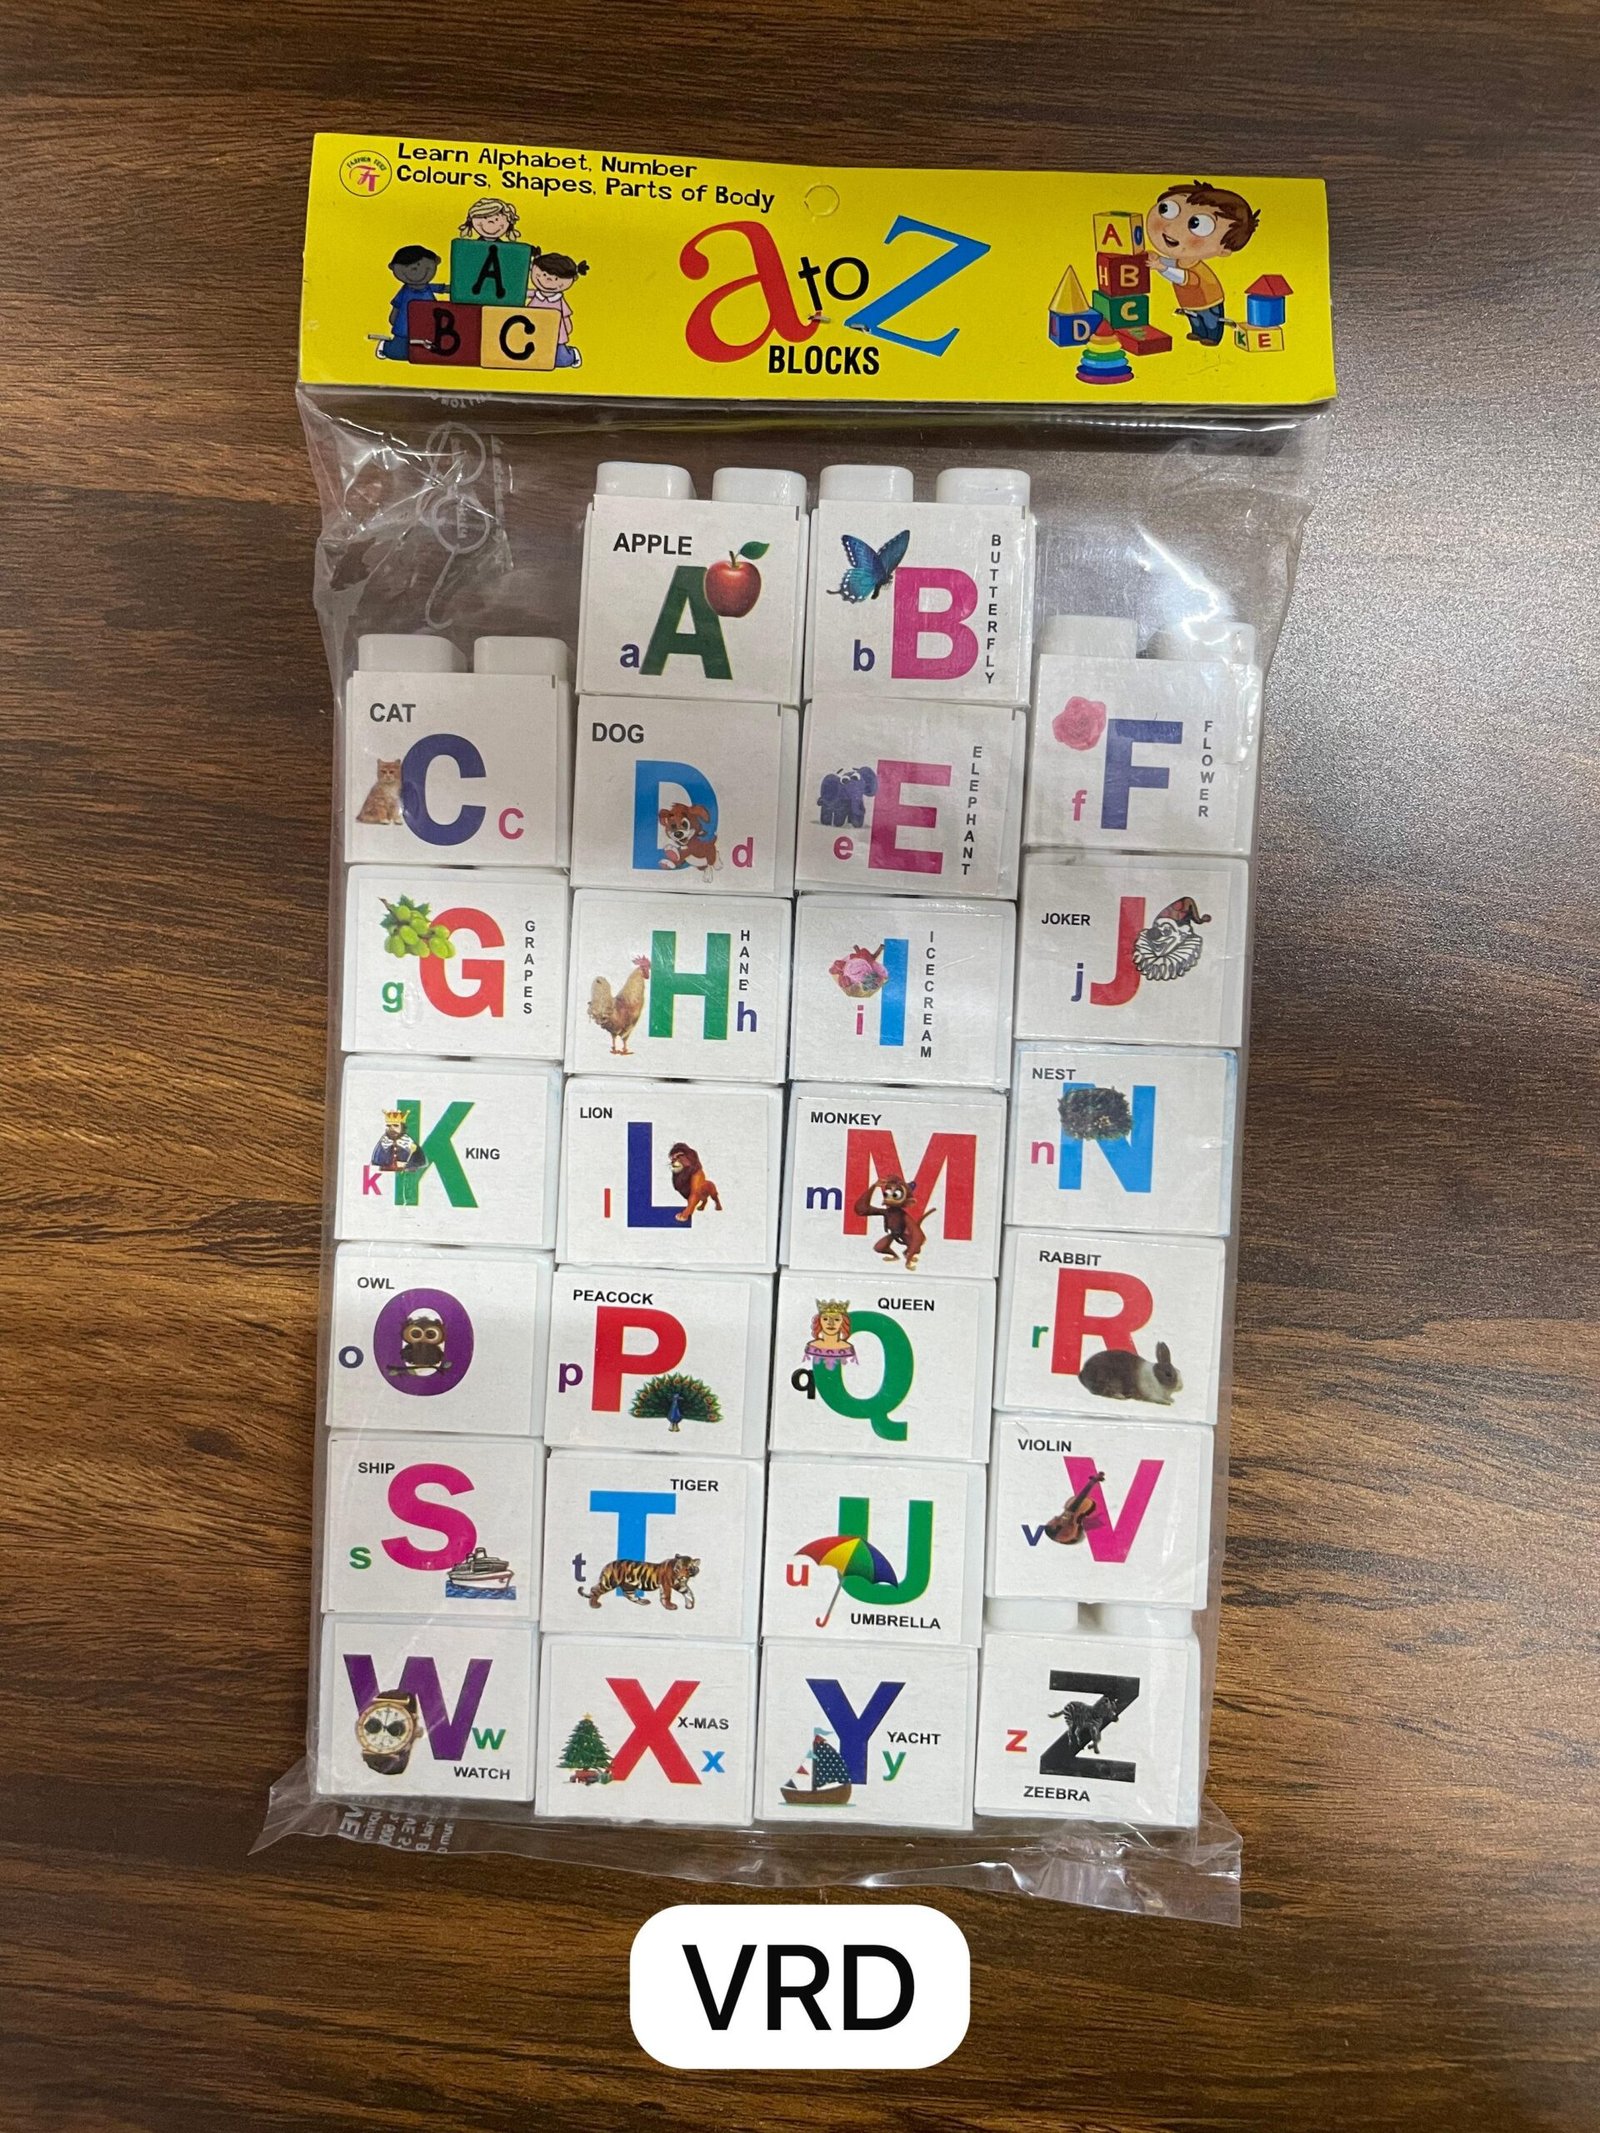 Learn Alphabet, Number
Colours, Shapes, Parts of Body
FT
A
B C
a to z
BLOCKS
A
B
C
D
K E
APPLE
a A
BUTTERFLY
b B
CAT
C c
DOG
D d
ELEPHANT
e E
FLOWER
f F
GRAPES
g G
HANE
H h
ICECREAM
i I
JOKER
j J
KING
k K
LION
l L
MONKEY
m M
NEST
n N
OWL
o O
PEACOCK
p P
QUEEN
q Q
RABBIT
r R
SHIP
s S
TIGER
t T
u U
UMBRELLA
VIOLIN
v V
W w
WATCH
X X-MAS
x
Y YACHT
y
z Z
ZEEBRA
VRD